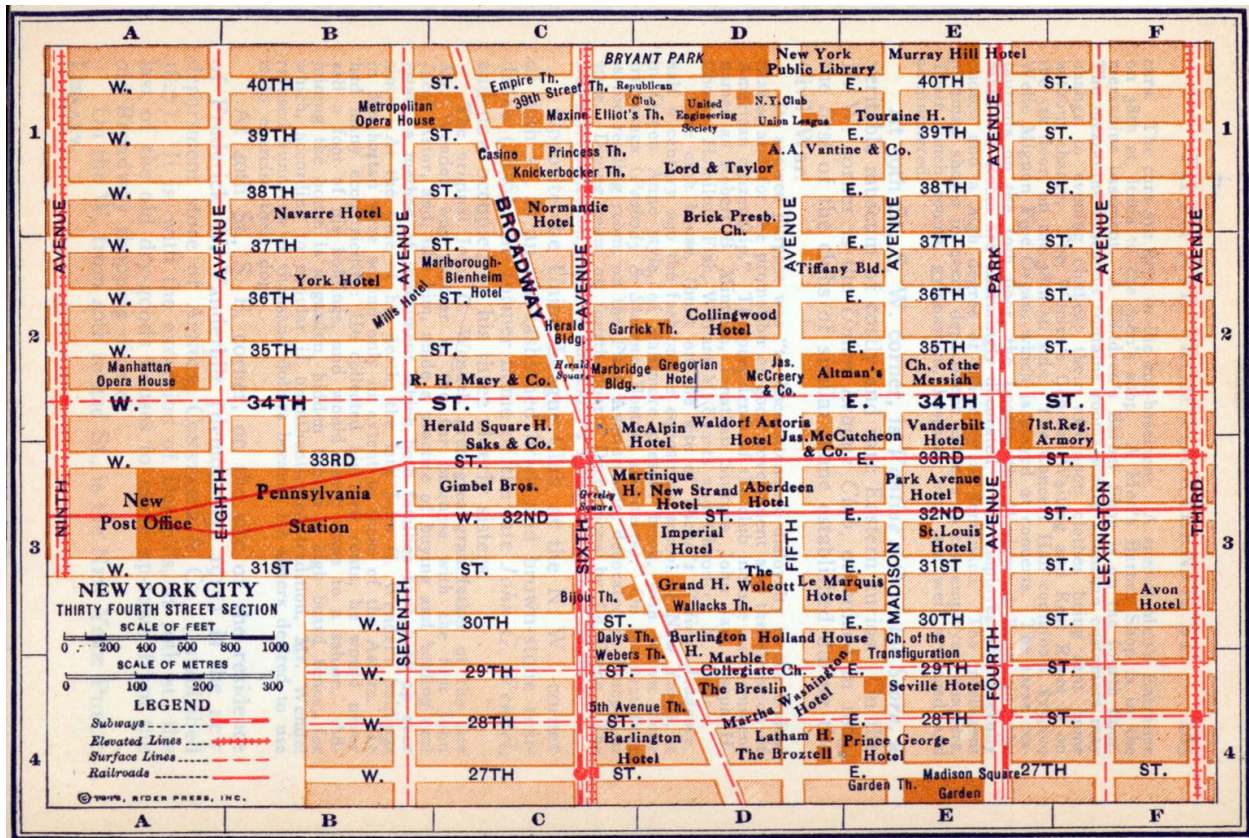 A B C D E F
BRYANT PARK
New York
Public Library
Murray Hill Hotel
W. 40TH ST. E. 40TH ST.
Empire Th.
39th Street Th.
Republican
Club
Metropolitan
Opera House
Maxine Elliot's Th.
United
Engineering
Society
N.Y. Club
Union League
Touraine H.
1 1
W. 39TH ST. E. 39TH ST.
Casino
Princess Th.
Knickerbocker Th.
A.A. Vantine & Co.
Lord & Taylor
W. 38TH ST. E. 38TH ST.
Navarre Hotel
Normandie
Hotel
Brick Presb.
Ch.
W. 37TH ST. E. 37TH ST.
York Hotel
Mills Hotel
Marlborough-
Blenheim
Hotel
Tiffany Bld.
W. 36TH ST. E. 36TH ST.
Herald
Bldg.
Garrick Th.
Collingwood
Hotel
2 2
W. 35TH ST. E. 35TH ST.
Manhattan
Opera House
R. H. Macy & Co.
Herald
Square
Marbridge
Bldg.
Gregorian
Hotel
Jas.
McCreery
& Co.
Altman's
Ch. of the
Messiah
W. 34TH ST. E. 34TH ST.
Herald Square H.
Saks & Co.
McAlpin
Hotel
Waldorf Astoria
Hotel
Jas. McCutcheon
& Co.
Vanderbilt
Hotel
71st. Reg.
Armory
W. 33RD ST. E. 33RD ST.
New
Post Office
Pennsylvania
Station
Gimbel Bros.
Greeley
Square
Martinique
H.
New Strand
Hotel
Aberdeen
Hotel
Park Avenue
Hotel
W. 32ND ST. E. 32ND ST.
Imperial
Hotel
St. Louis
Hotel
3 3
W. 31ST ST. E. 31ST ST.
Bijou Th.
Grand H.
Wallacks Th.
The
Wolcott
Le Marquis
Hotel
Avon
Hotel
W. 30TH ST. E. 30TH ST.
Dalys Th.
Webers Th.
Burlington
H.
Holland House
Marble
Collegiate Ch.
Ch. of the
Transfiguration
W. 29TH ST. E. 29TH ST.
The Breslin
5th Avenue Th.
Martha Washington
Hotel
Seville Hotel
W. 28TH ST. E. 28TH ST.
Earlington
Hotel
Latham H.
The Broztell
Prince George
Hotel
4 4
W. 27TH ST. E. 27TH ST.
Garden Th.
Madison Square
Garden
NINTH AVENUE
EIGHTH AVENUE
SEVENTH AVENUE
BROADWAY
SIXTH AVENUE
FIFTH AVENUE
MADISON AVENUE
FOURTH AVENUE
PARK AVENUE
LEXINGTON AVENUE
THIRD AVENUE
NEW YORK CITY
THIRTY FOURTH STREET SECTION
SCALE OF FEET
0 200 400 600 800 1000
SCALE OF METRES
0 100 200 300
LEGEND
Subways
Elevated Lines
Surface Lines
Railroads
RIDER PRESS, INC.
A B C D E F